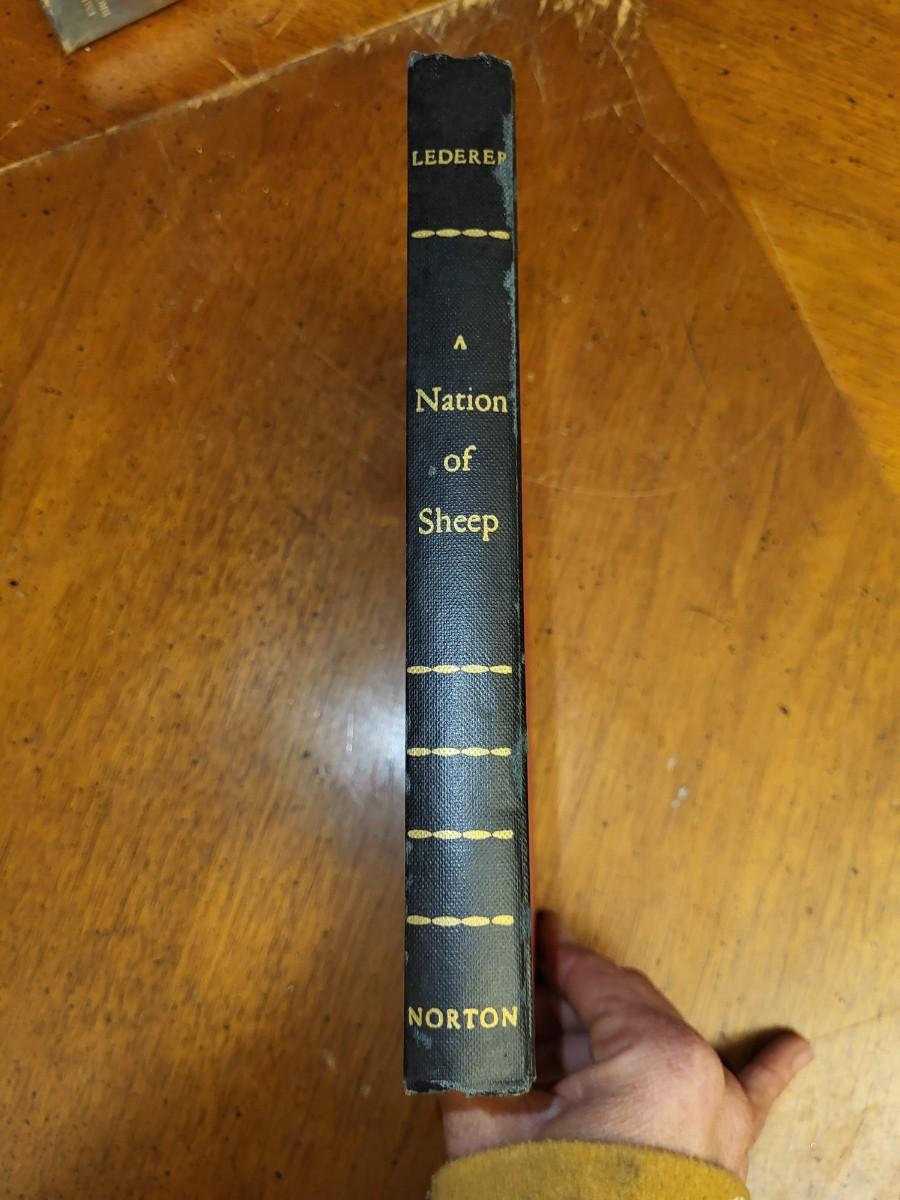 LEDERER
A
Nation
of
Sheep
NORTON